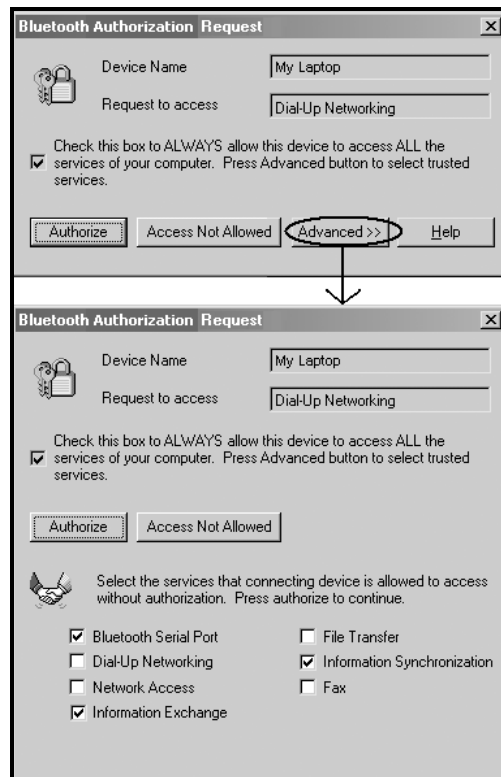 Bluetooth Authorization Request
Device Name
My Laptop
Request to access
Dial-Up Networking
Check this box to ALWAYS allow this device to access ALL the
services of your computer. Press Advanced button to select trusted
services.
Authorize Access Not Allowed Advanced >> Help
Bluetooth Authorization Request
Device Name
My Laptop
Request to access
Dial-Up Networking
Check this box to ALWAYS allow this device to access ALL the
services of your computer. Press Advanced button to select trusted
services.
Authorize Access Not Allowed
Select the services that connecting device is allowed to access
without authorization. Press authorize to continue.
Bluetooth Serial Port
Dial-Up Networking
Network Access
Information Exchange
File Transfer
Information Synchronization
Fax